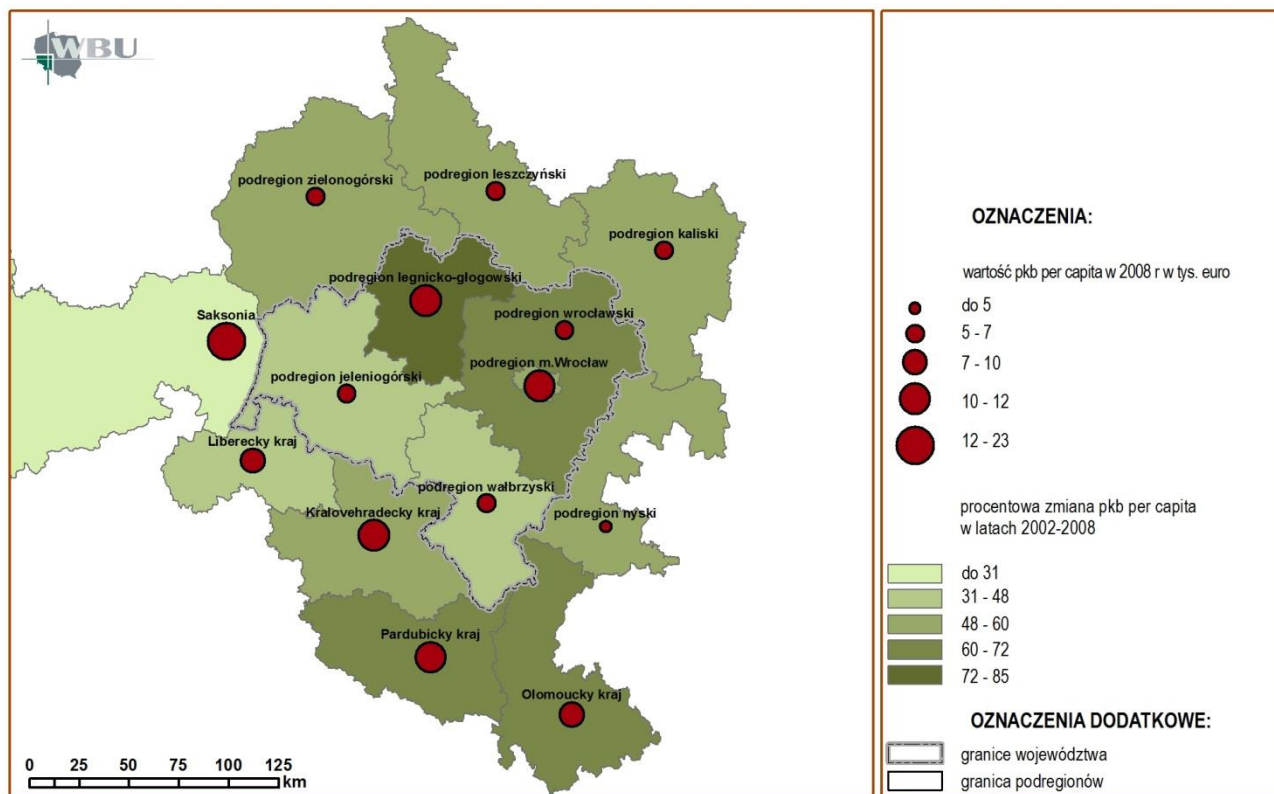 WBU
podregion zielonogórski
podregion leszczyński
podregion kaliski
podregion legnicko-głogowski
Saksonia
podregion wrocławski
podregion m.Wrocław
podregion jeleniogórski
Liberecky kraj
podregion wałbrzyski
Kralovehradecky kraj
podregion nyski
Pardubicky kraj
Olomoucky kraj
0 25 50 75 100 125
km
OZNACZENIA:
wartość pkb per capita w 2008 r w tys. euro
do 5
5 - 7
7 - 10
10 - 12
12 - 23
procentowa zmiana pkb per capita
w latach 2002-2008
do 31
31 - 48
48 - 60
60 - 72
72 - 85
OZNACZENIA DODATKOWE:
granice województwa
granica podregionów